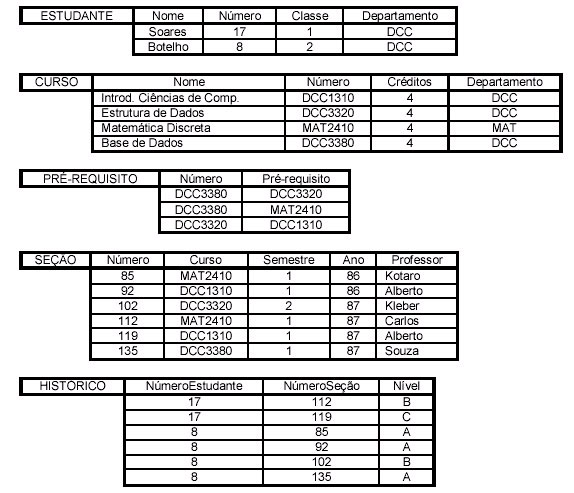 ESTUDANTE Nome Número Classe Departamento
Soares 17 1 DCC
Botelho 8 2 DCC
CURSO Nome Número Créditos Departamento
Introd. Ciências de Comp. DCC1310 4 DCC
Estrutura de Dados DCC3320 4 DCC
Matemática Discreta MAT2410 4 MAT
Base de Dados DCC3380 4 DCC
PRÉ-REQUISITO Número Pré-requisito
DCC3380 DCC3320
DCC3380 MAT2410
DCC3320 DCC1310
SEÇÃO Número Curso Semestre Ano Professor
85 MAT2410 1 86 Kotaro
92 DCC1310 1 86 Alberto
102 DCC3320 2 87 Kleber
112 MAT2410 1 87 Carlos
119 DCC1310 1 87 Alberto
135 DCC3380 1 87 Souza
HISTÓRICO NúmeroEstudante NúmeroSeção Nível
17 112 B
17 119 C
8 85 A
8 92 A
8 102 B
8 135 A